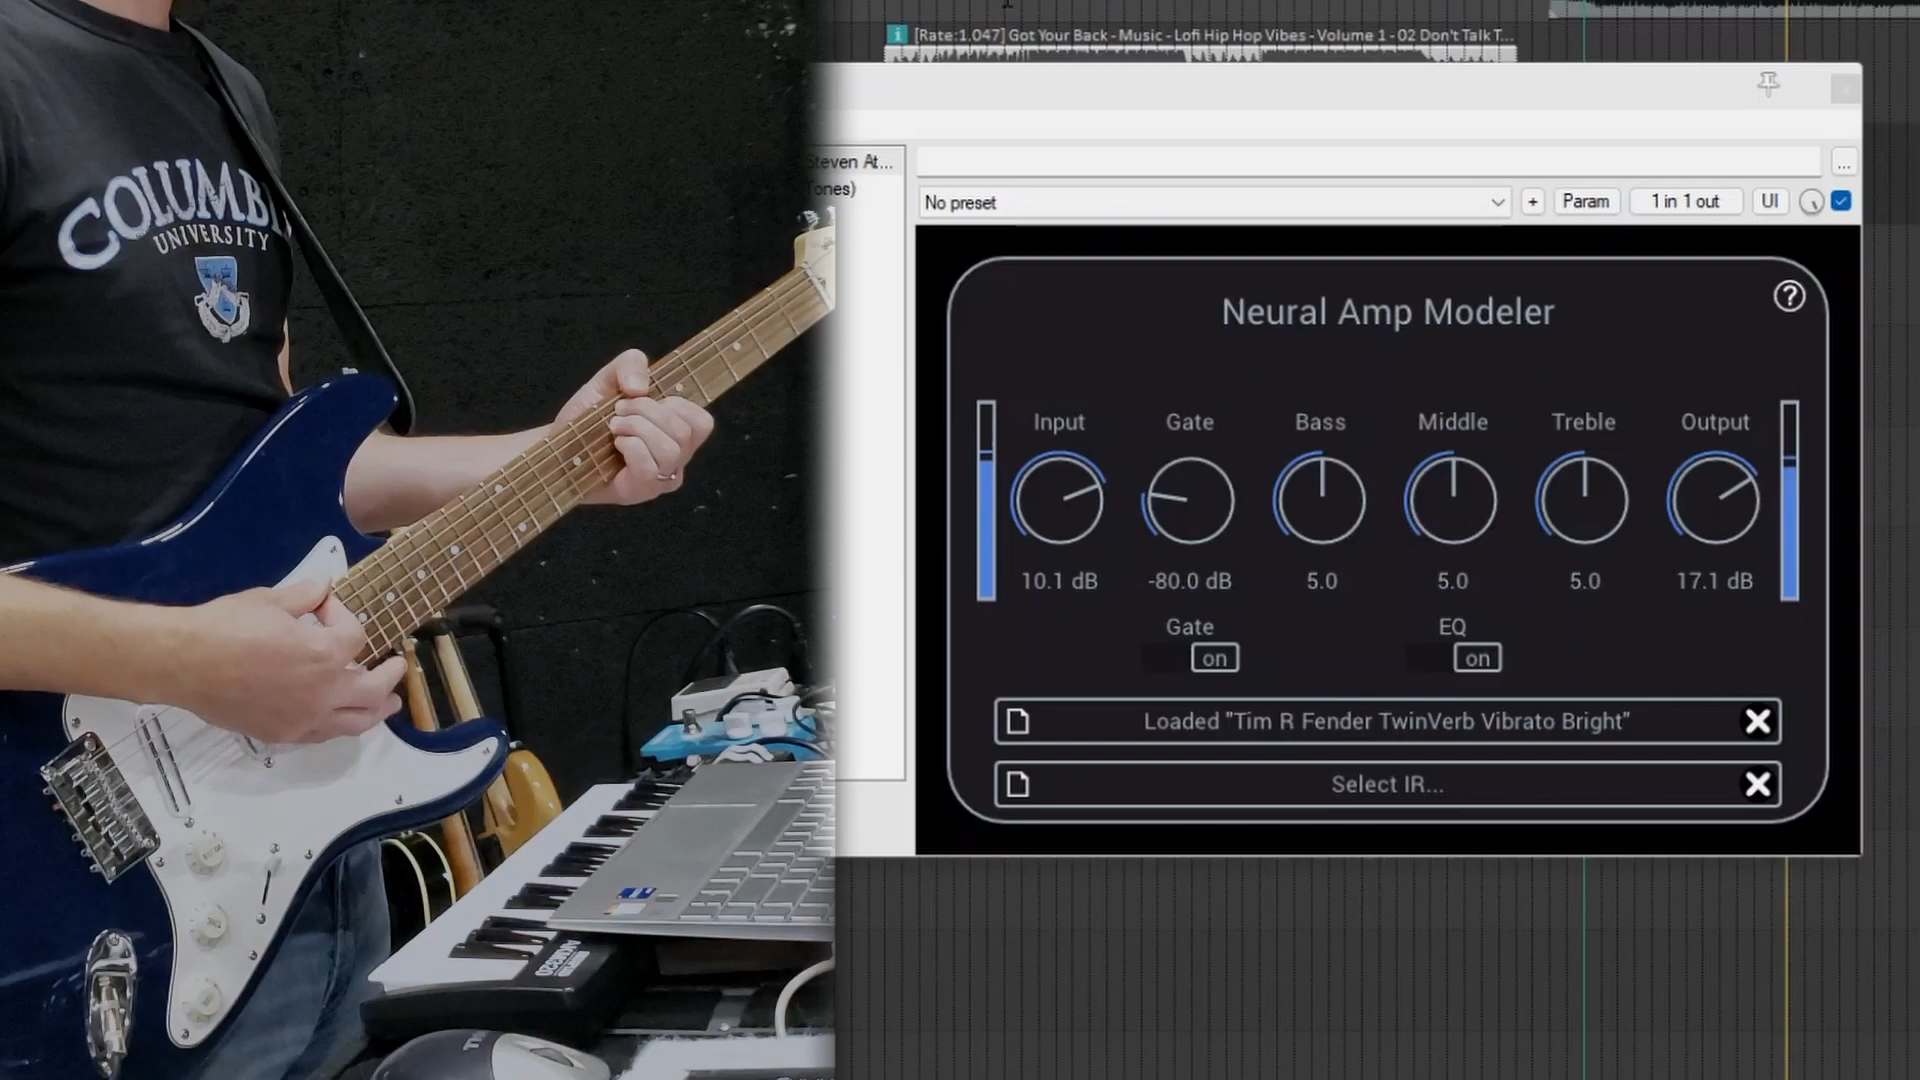 [Rate:1.047] Got Your Back - Music - Lofi Hip Hop Vibes - Volume 1 - 02 Don't Talk T...
Steven At...
Tones)
...
No preset
+
Param
1 in 1 out
UI
COLUMBI
UNIVERSITY
Neural Amp Modeler
?
Input
Gate
Bass
Middle
Treble
Output
10.1 dB
-80.0 dB
5.0
5.0
5.0
17.1 dB
Gate
EQ
on
on
Loaded "Tim R Fender TwinVerb Vibrato Bright"
Select IR...